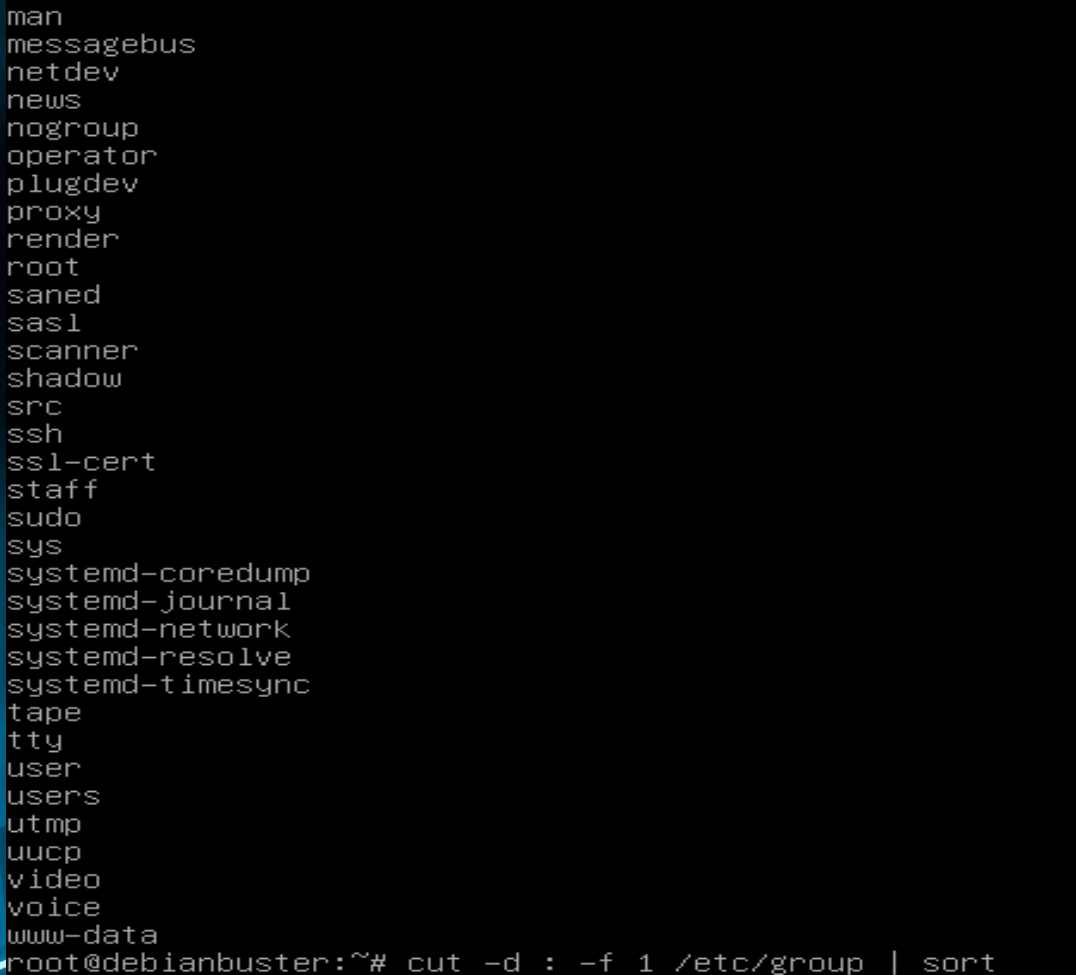 man
messagebus
netdev
news
nogroup
operator
plugdev
proxy
render
root
saned
sasl
scanner
shadow
src
ssh
ssl-cert
staff
sudo
sys
systemd-coredump
systemd-journal
systemd-network
systemd-resolve
systemd-timesync
tape
tty
user
users
utmp
uucp
video
voice
www-data
root@debianbuster:~# cut -d : -f 1 /etc/group | sort